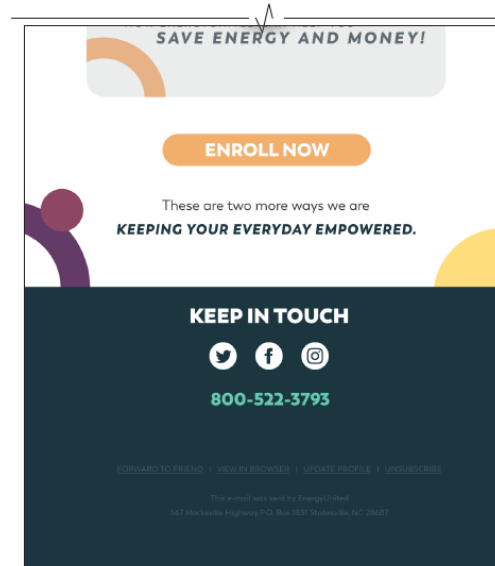 SAVE ENERGY AND MONEY!
ENROLL NOW
These are two more ways we are
KEEPING YOUR EVERYDAY EMPOWERED.
KEEP IN TOUCH
800-522-3793
FORWARD TO FRIEND | VIEW IN BROWSER | UPDATE PROFILE | UNSUBSCRIBE
This e-mail was sent by EnergyUnited
567 Mocksville Highway P.O. Box 1831 Statesville, NC 28687